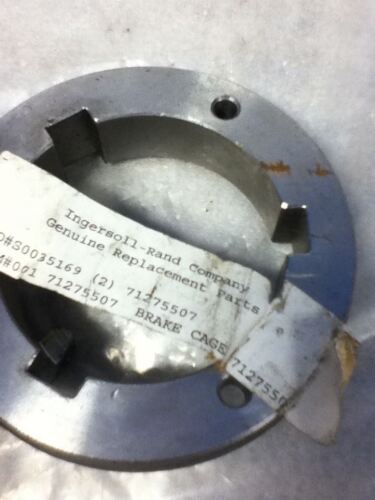 Ingersoll-Rand Company
Genuine Replacement Parts
O#S0035169 (2) 71275507
M#001 71275507 BRAKE CAGE
7127550